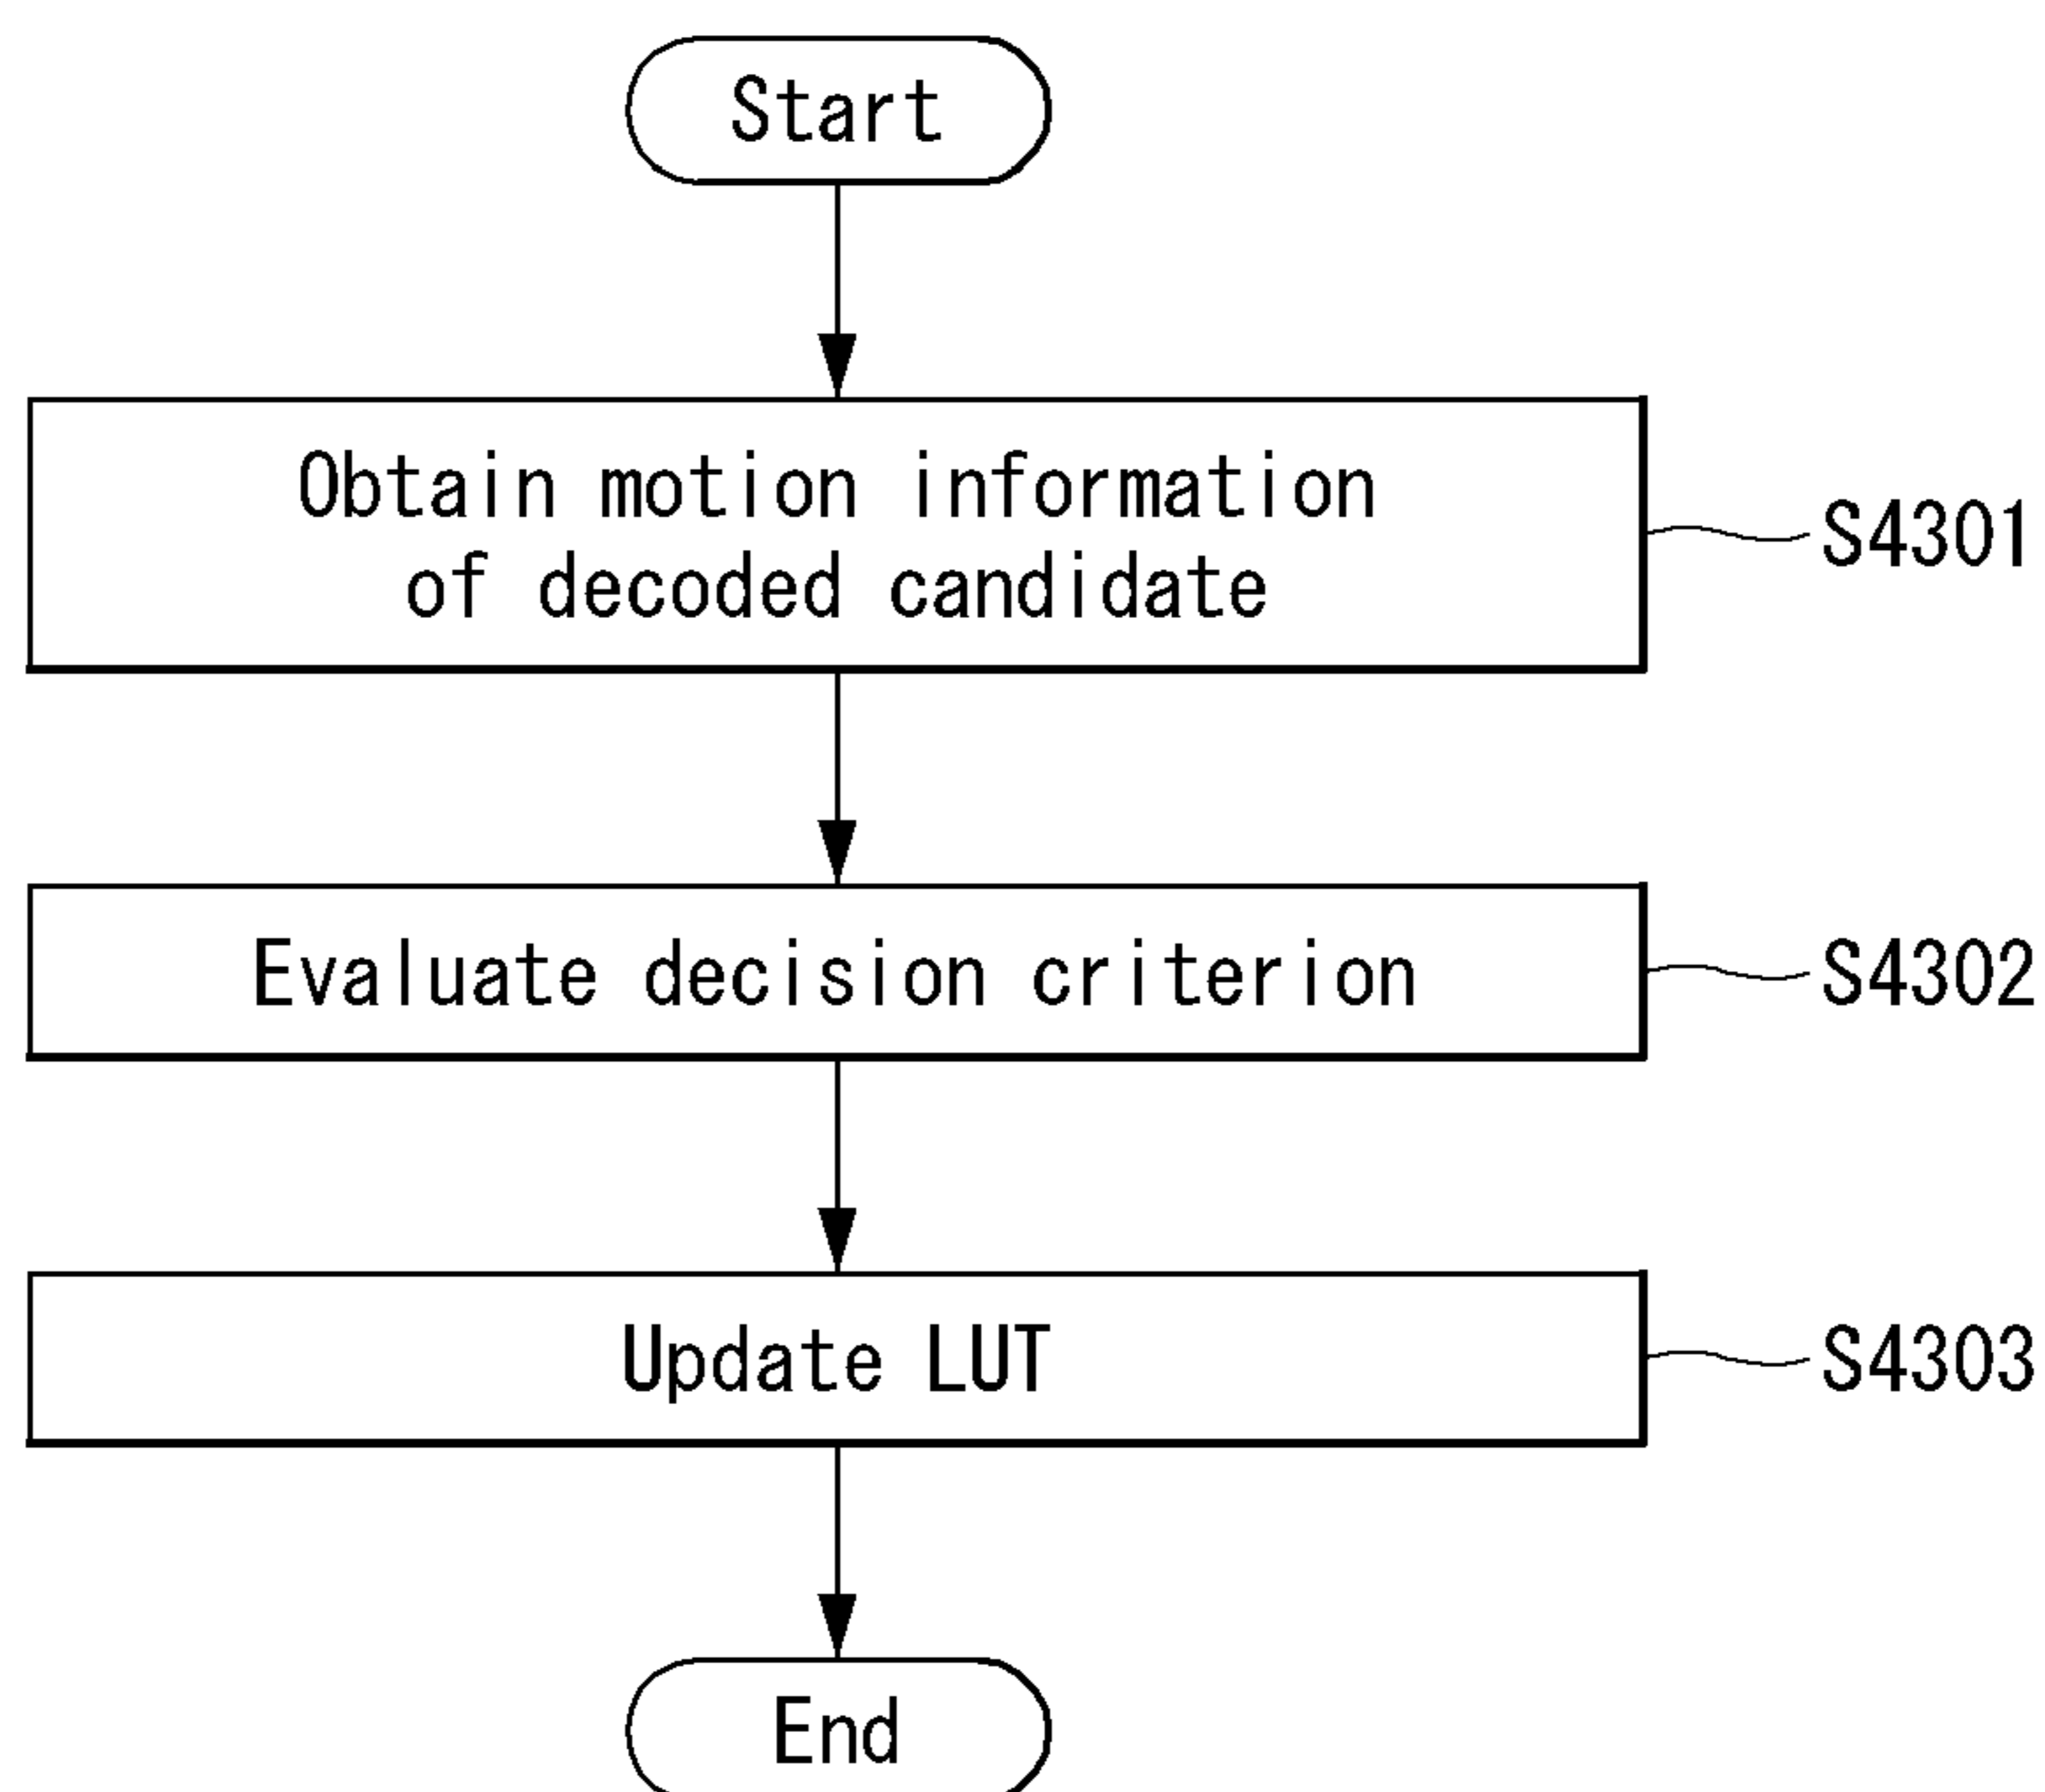 Start
Obtain motion information
of decoded candidate
S4301
Evaluate decision criterion
S4302
Update LUT
S4303
End